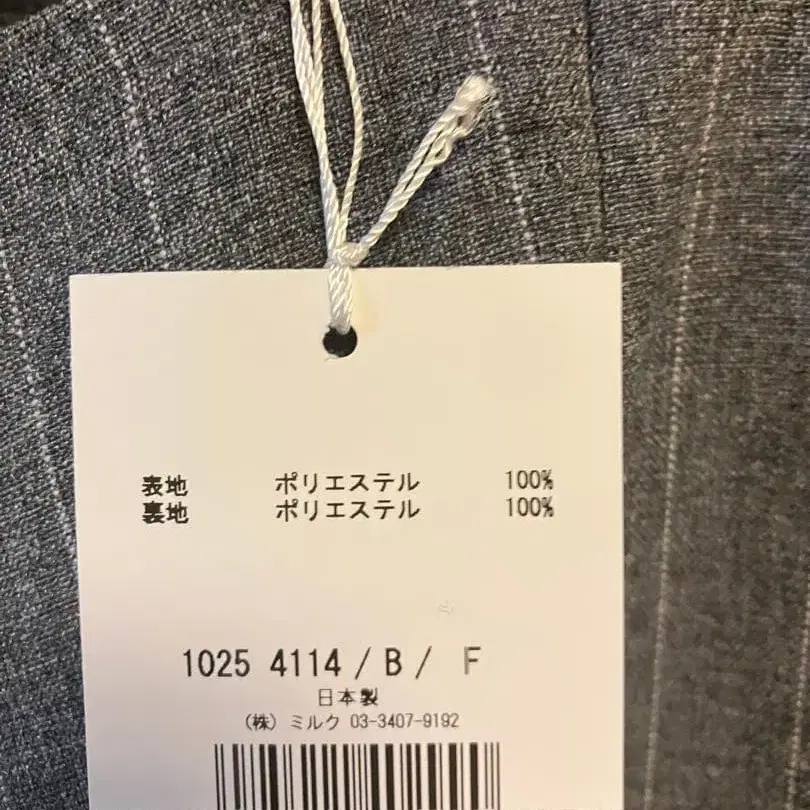 表地 ポリエステル 100%
裏地 ポリエステル 100%
1025 4114 / B / F
日本製
(株) ミルク 03-3407-9192